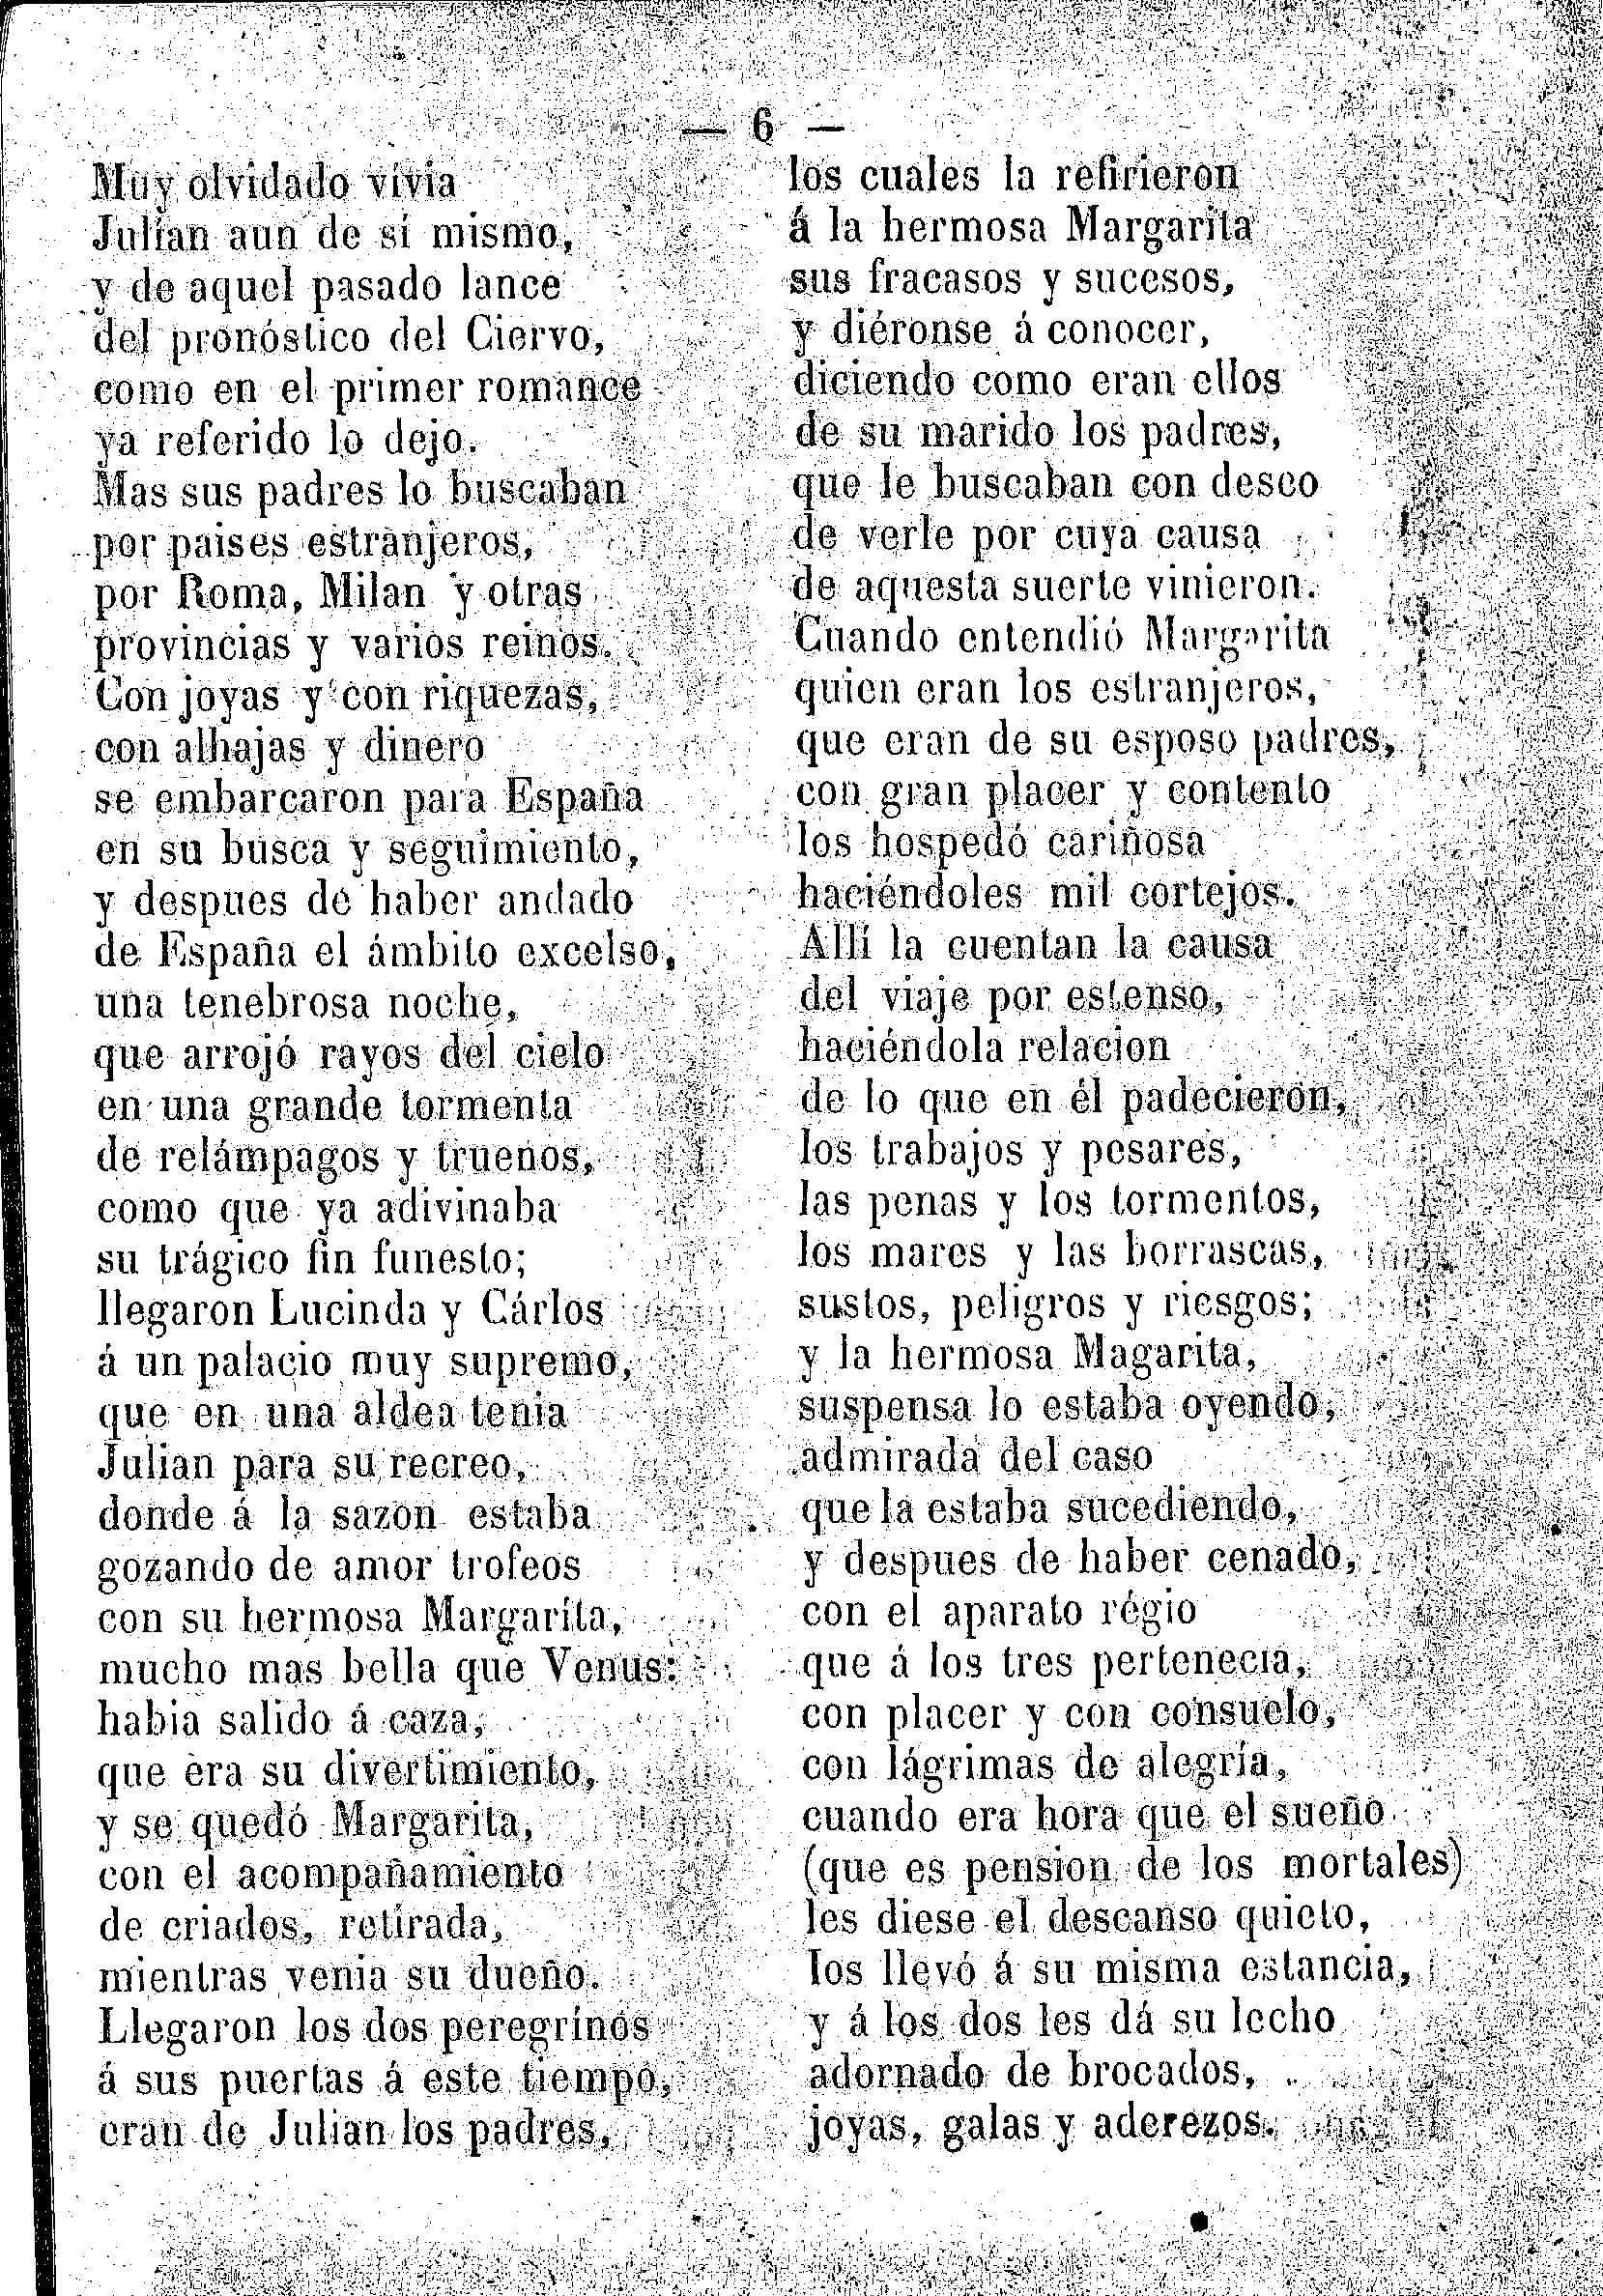 — 6 —
Muy olvidado vivia
Julian aun de sí mismo,
y de aquel pasado lance
del pronóstico del Ciervo,
como en el primer romance
ya referido lo dejo.
Mas sus padres lo buscaban
por paises estranjeros,
por Roma, Milan y otras
provincias y varios reinos.
Con joyas y con riquezas,
con alhajas y dinero
se embarcaron para España
en su busca y seguimiento,
y despues de haber andado
de España el ámbito excelso,
una tenebrosa noche,
que arrojó rayos del cielo
en una grande tormenta
de relámpagos y truenos,
como que ya adivinaba
su trágico fin funesto;
llegaron Lucinda y Cárlos
á un palacio muy supremo,
que en una aldea tenia
Julian para su recreo,
donde á la sazon estaba
gozando de amor trofeos
con su hermosa Margarita,
mucho mas bella que Venus:
habia salido á caza,
que era su divertimiento,
y se quedó Margarita,
con el acompañamiento
de criados, retirada,
mientras venia su dueño.
Llegaron los dos peregrinos
á sus puertas á este tiempo,
eran de Julian los padres,
los cuales la refirieron
á la hermosa Margarita
sus fracasos y sucesos,
y diéronse á conocer,
diciendo como eran ellos
de su marido los padres,
que le buscaban con deseo
de verle por cuya causa
de aquesta suerte vinieron.
Cuando entendió Margarita
quien eran los estranjeros,
que eran de su esposo padres,
con gran placer y contento
los hospedó cariñosa
haciéndoles mil cortejos.
Allí la cuentan la causa
del viaje por estenso,
haciéndola relacion
de lo que en él padecieron,
los trabajos y pesares,
las penas y los tormentos,
los mares y las borrascas,
sustos, peligros y riesgos;
y la hermosa Magarita,
suspensa lo estaba oyendo,
admirada del caso
que la estaba sucediendo,
y despues de haber cenado,
con el aparato régio
que á los tres pertenecia,
con placer y con consuelo,
con lágrimas de alegría,
cuando era hora que el sueño
(que es pension de los mortales)
les diese el descanso quieto,
los llevó á su misma estancia,
y á los dos les dá su lecho
adornado de brocados,
joyas, galas y aderezos.